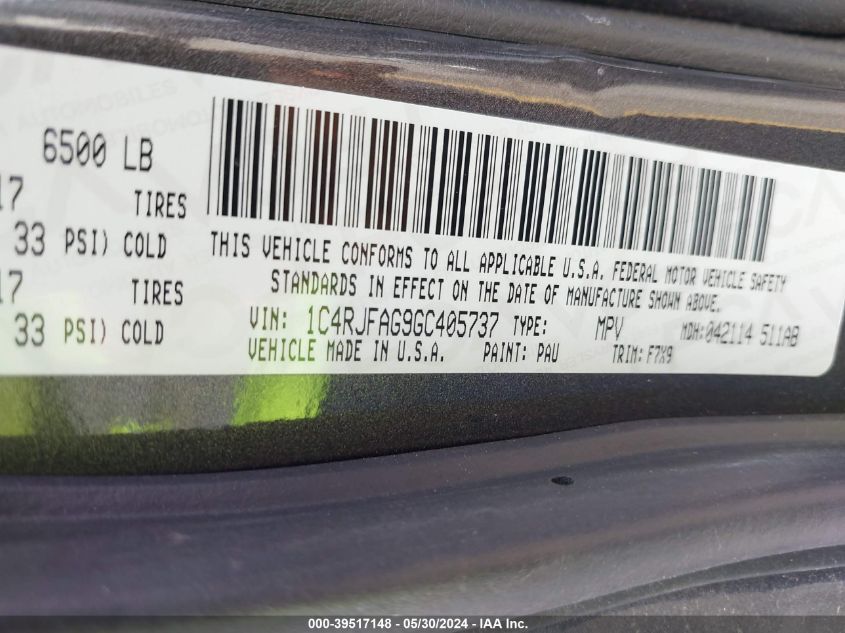 6500 LB
17 TIRES
33 PSI) COLD
17 TIRES
33 PSI) COLD
THIS VEHICLE CONFORMS TO ALL APPLICABLE U.S.A. FEDERAL MOTOR VEHICLE SAFETY
STANDARDS IN EFFECT ON THE DATE OF MANUFACTURE SHOWN ABOVE.
VIN: 1C4RJFAG9GC405737 TYPE: MPV MDH: 042114 511AB
VEHICLE MADE IN U.S.A. PAINT: PAU TRIM: F7X9
000-39517148 - 05/30/2024 - IAA Inc.